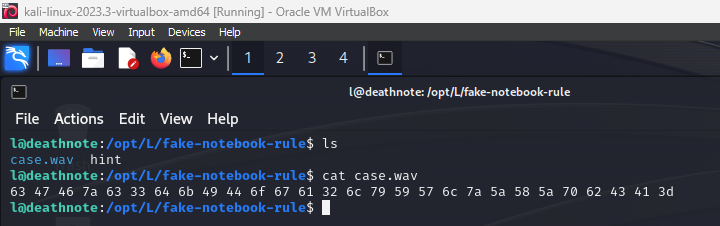 kali-linux-2023.3-virtualbox-amd64 [Running] - Oracle VM VirtualBox
File Machine View Input Devices Help
1 2 3 4
l@deathnote: /opt/L/fake-notebook-rule
File Actions Edit View Help
l@deathnote:/opt/L/fake-notebook-rule$ ls
case.wav hint
l@deathnote:/opt/L/fake-notebook-rule$ cat case.wav
63 47 46 7a 63 33 64 6b 49 44 6f 67 61 32 6c 79 59 57 6c 7a 5a 58 5a 70 62 43 41 3d
l@deathnote:/opt/L/fake-notebook-rule$